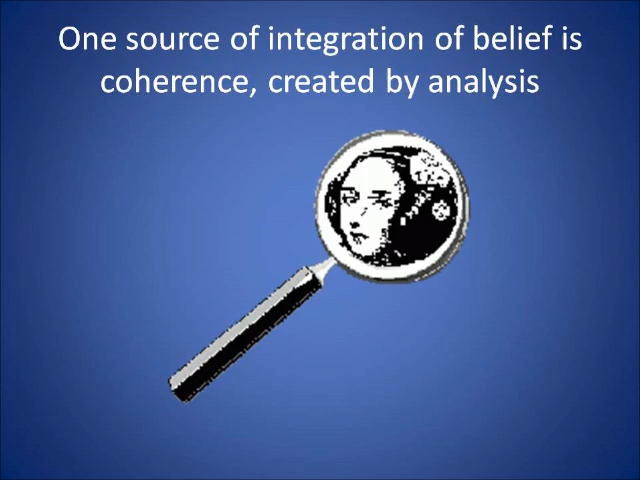 One source of integration of belief is
coherence, created by analysis